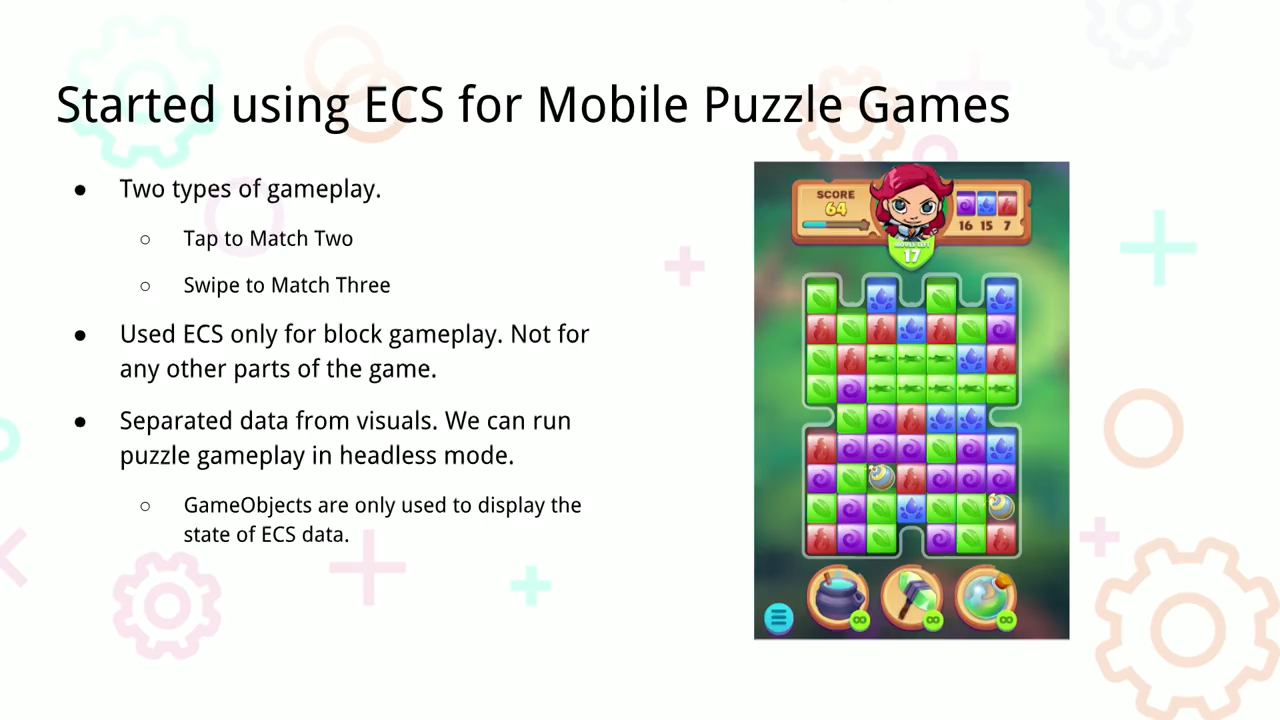 Started using ECS for Mobile Puzzle Games
● Two types of gameplay.
○ Tap to Match Two
○ Swipe to Match Three
● Used ECS only for block gameplay. Not for
any other parts of the game.
● Separated data from visuals. We can run
puzzle gameplay in headless mode.
○ GameObjects are only used to display the
state of ECS data.
SCORE
64
MOVES LEFT
17
16 15 7
∞ ∞ ∞